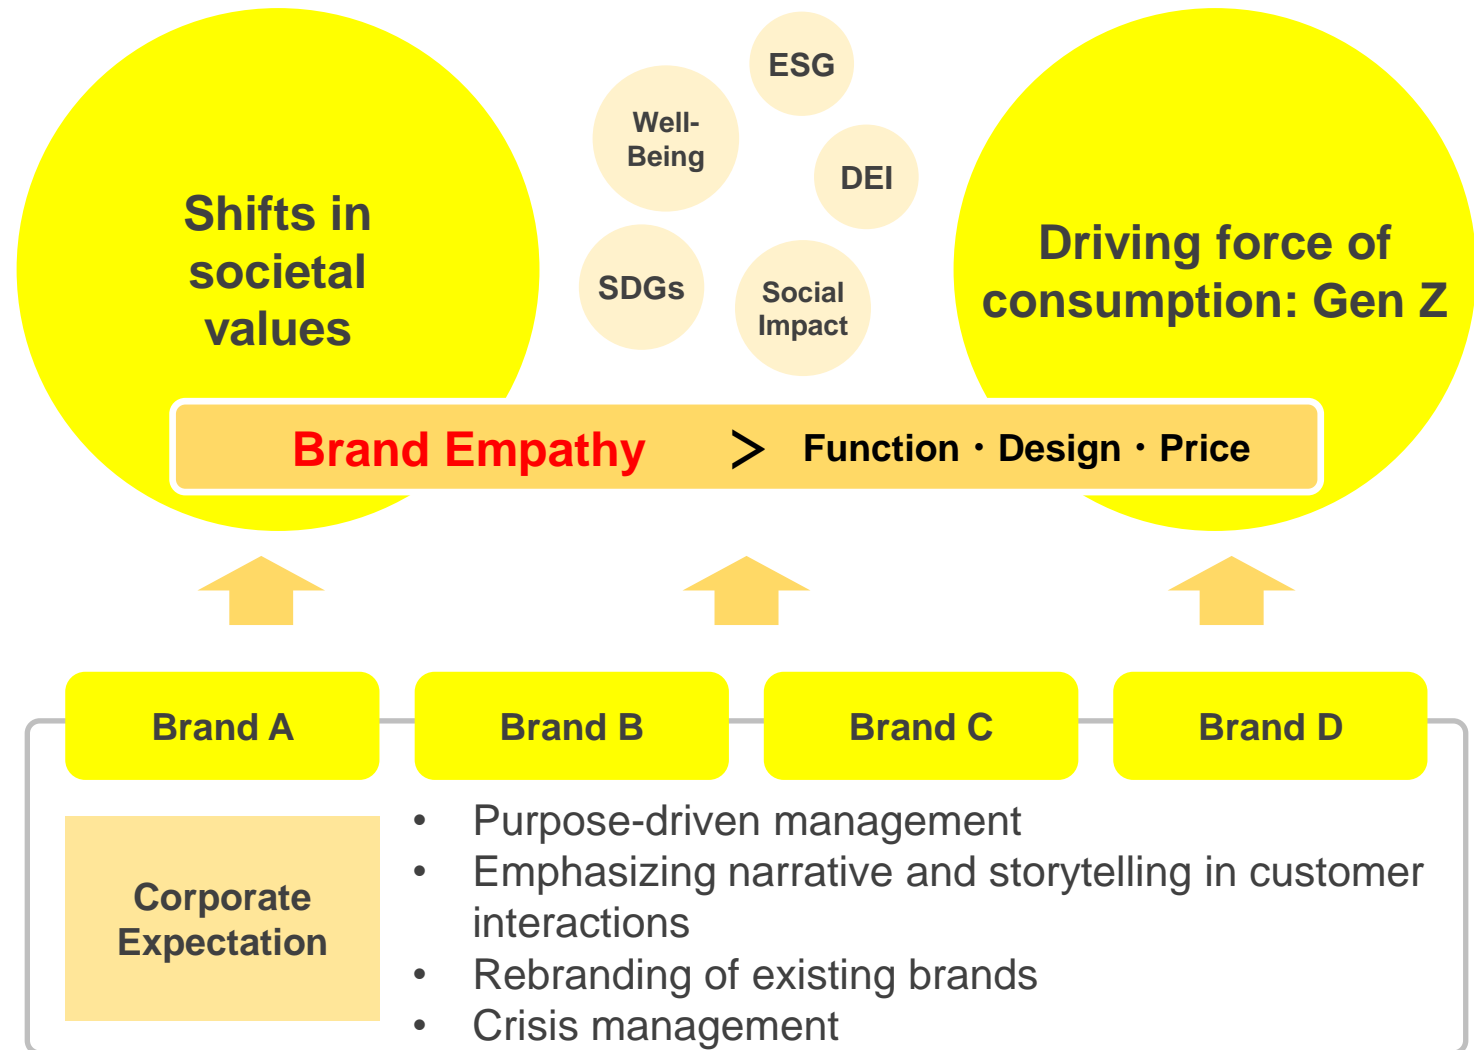 Shifts in
societal
values
ESG
Well-
Being
DEI
SDGs
Social
Impact
Driving force of
consumption: Gen Z
Brand Empathy > Function・Design・Price
Brand A
Brand B
Brand C
Brand D
Corporate
Expectation
• Purpose-driven management
• Emphasizing narrative and storytelling in customer
interactions
• Rebranding of existing brands
• Crisis management